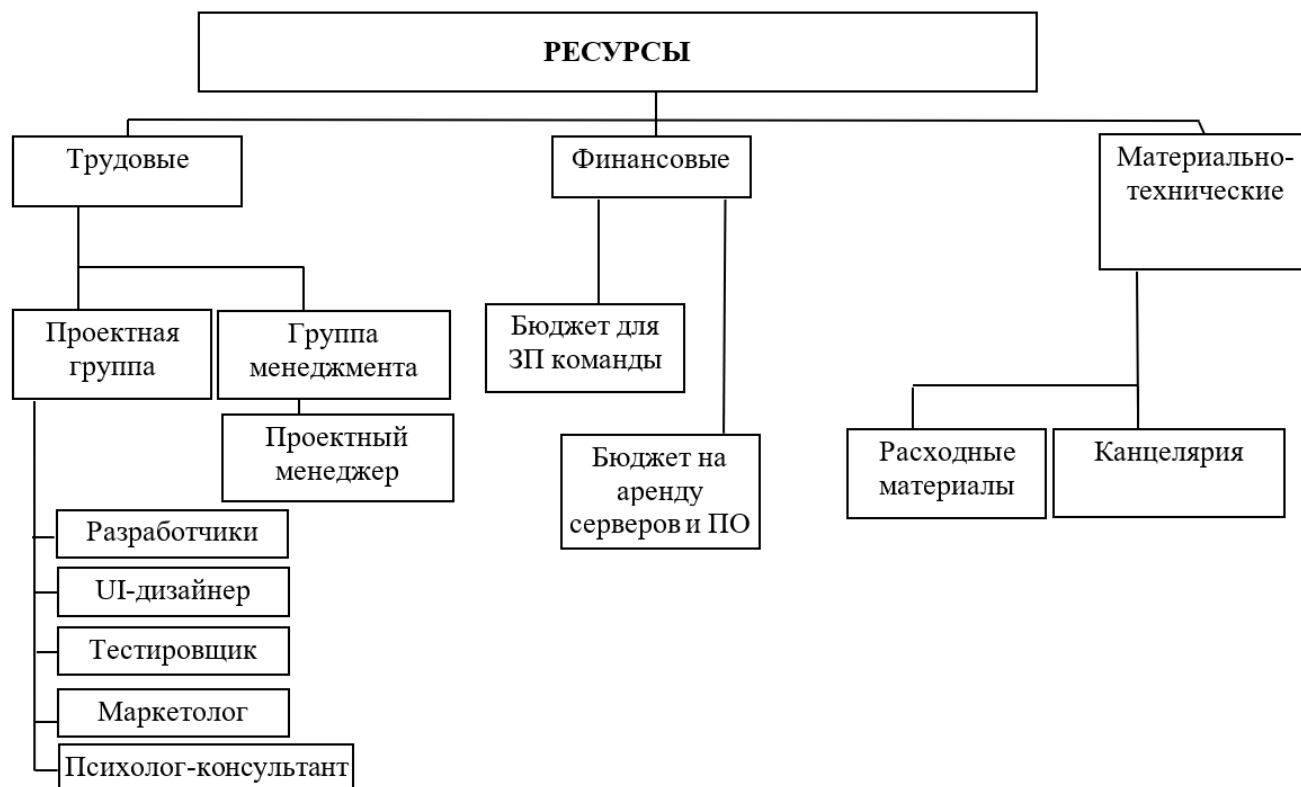 РЕСУРСЫ
Трудовые
Финансовые
Материально-
технические
Проектная
группа
Группа
менеджмента
Бюджет для
ЗП команды
Проектный
менеджер
Бюджет на
аренду
серверов и ПО
Расходные
материалы
Канцелярия
Разработчики
UI-дизайнер
Тестировщик
Маркетолог
Психолог-консультант